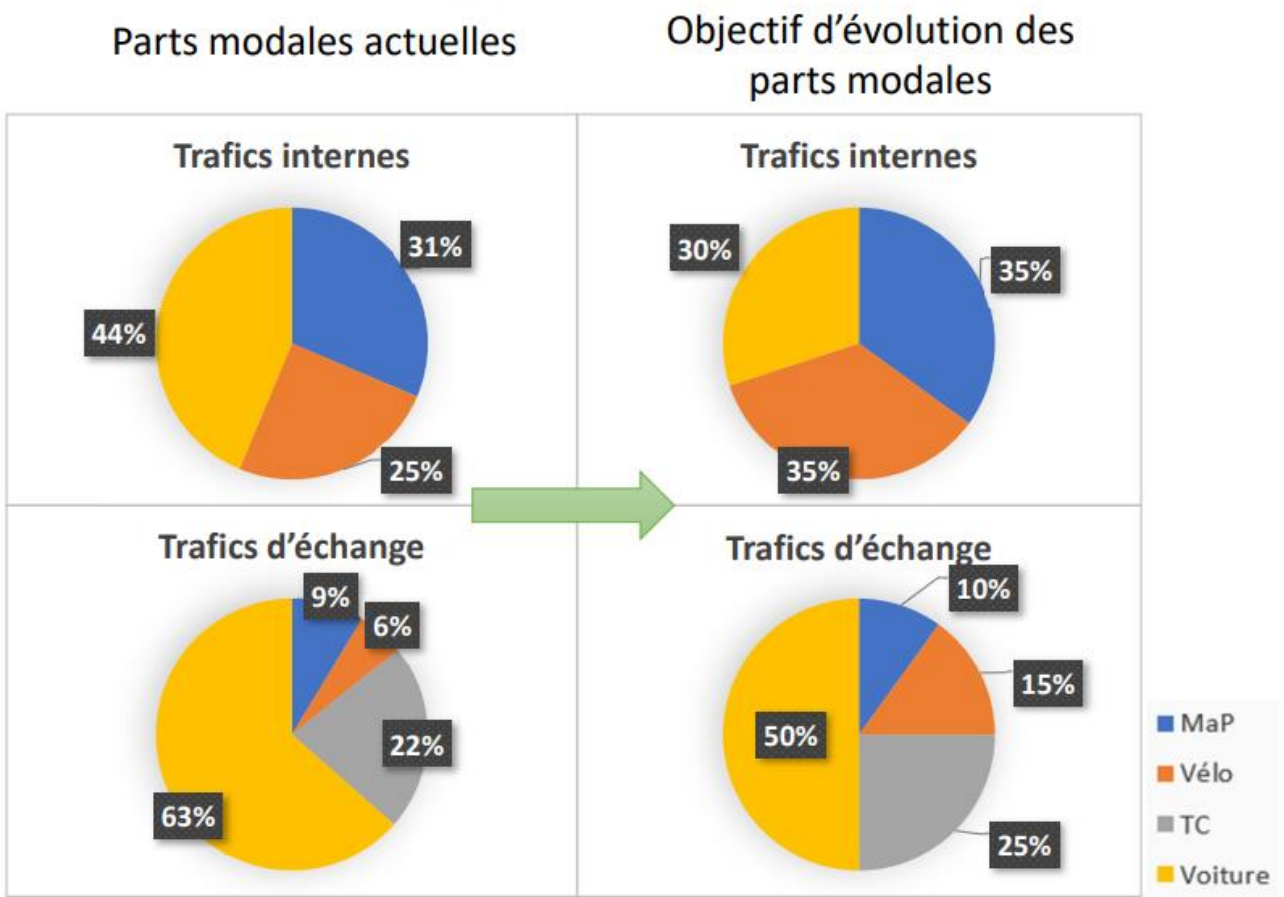 Parts modales actuelles
Objectif d'évolution des
parts modales
Trafics internes
31%
25%
44%
Trafics internes
35%
35%
30%
Trafics d'échange
9%
6%
22%
63%
Trafics d'échange
10%
15%
25%
50%
MaP
Vélo
TC
Voiture